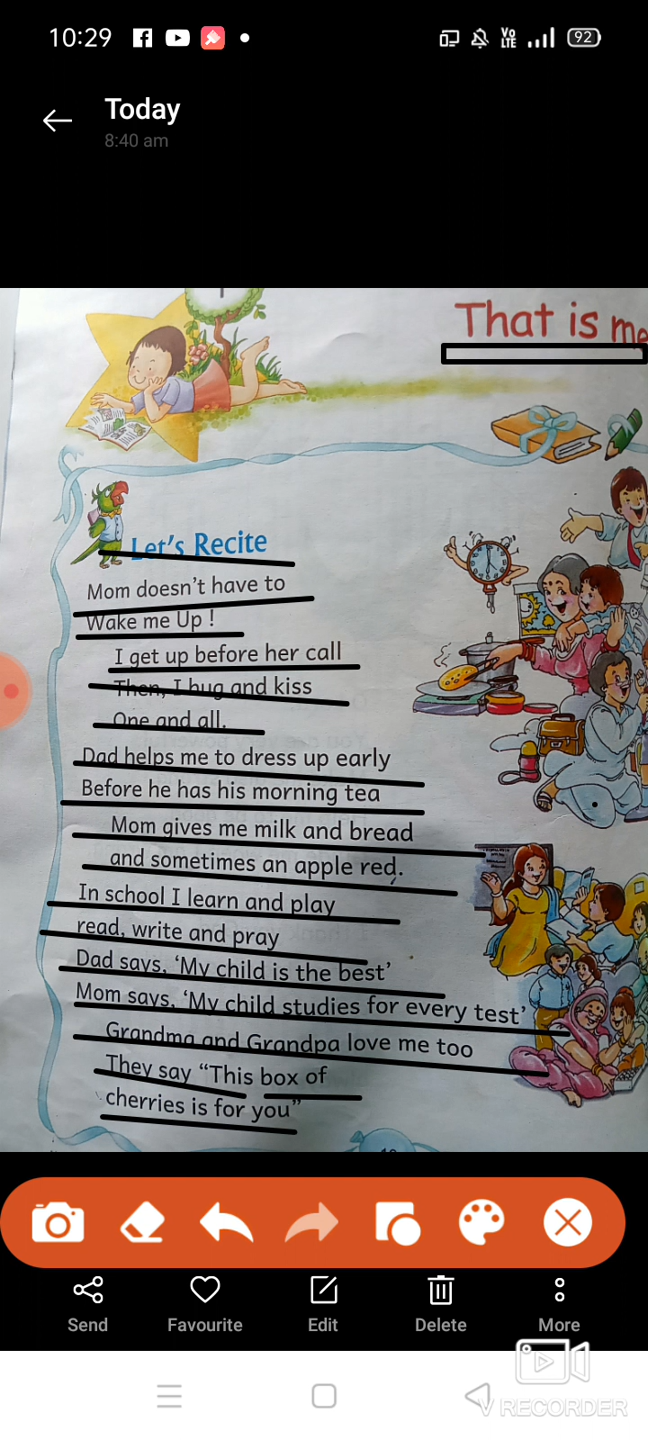 10:29
VO LTE
92
Today
8:40 am
That is me
Let's Recite
Mom doesn't have to
Wake me Up !
I get up before her call
Then, I hug and kiss
One and all.
Dad helps me to dress up early
Before he has his morning tea
Mom gives me milk and bread
and sometimes an apple red.
In school I learn and play
read, write and pray
Dad says, 'My child is the best'
Mom says, 'My child studies for every test'
Grandma and Grandpa love me too
They say "This box of
cherries is for you"
Send
Favourite
Edit
Delete
More
V RECORDER